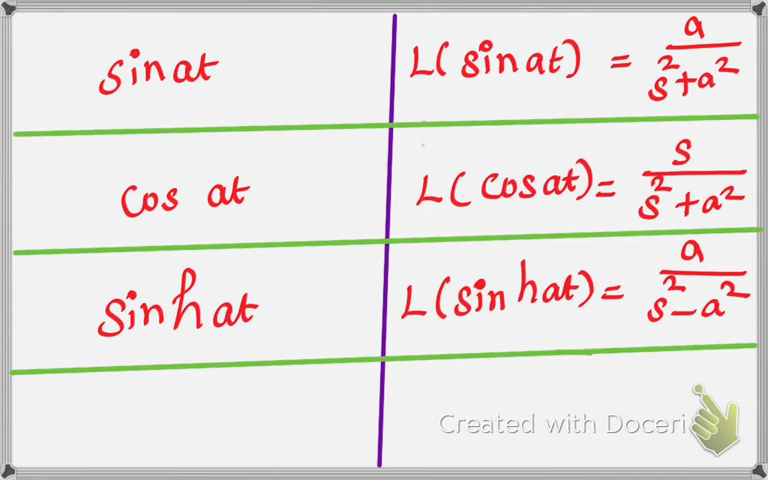 sinat L(sinat) = a/(s²+a²)
cos at L(cosat) = s/(s²+a²)
sinhat L(sinhat) = a/(s²-a²)
Created with Doceri